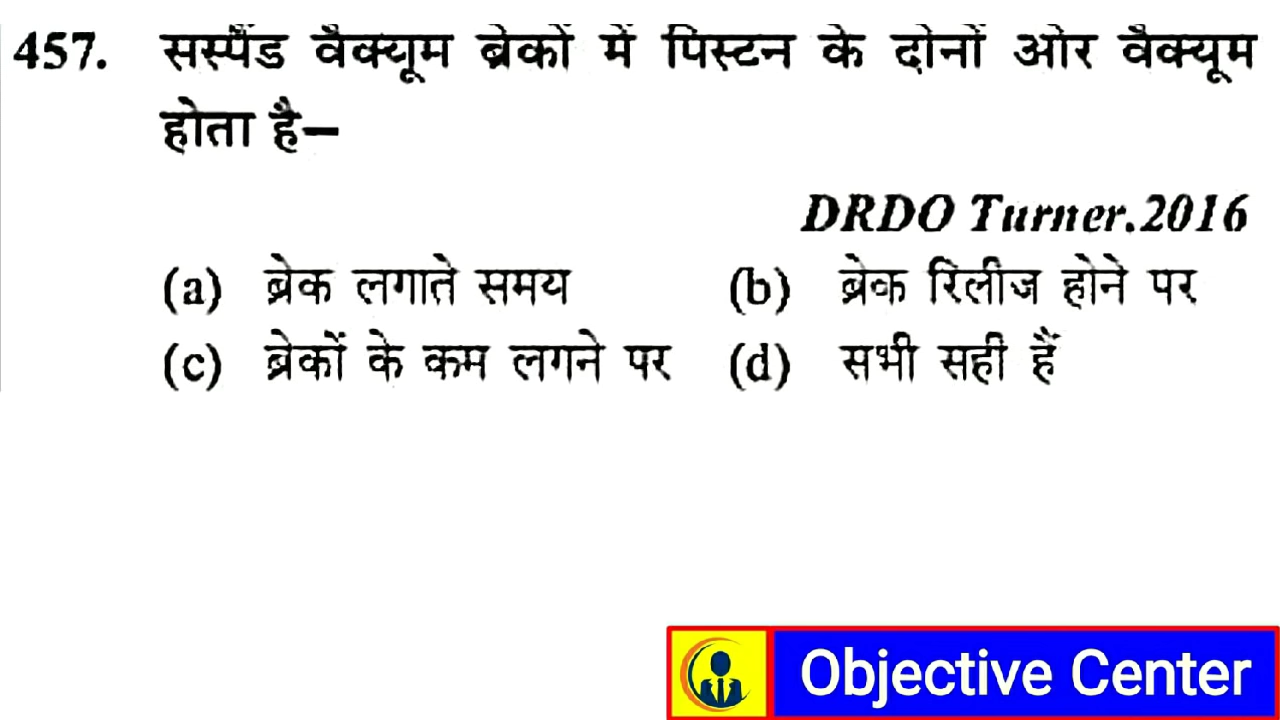 457. सस्पैंड वैक्यूम ब्रेकों में पिस्टन के दोनों ओर वैक्यूम
होता है–
DRDO Turner.2016
(a) ब्रेक लगाते समय (b) ब्रेक रिलीज होने पर
(c) ब्रेकों के कम लगने पर (d) सभी सही हैं
Objective Center